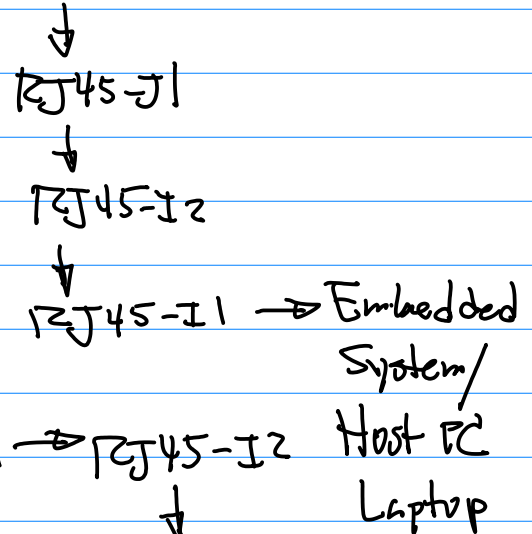 ↓
RJ45-J1
↓
RJ45-I2
↓
RJ45-I1 → Embedded
System/
→ RJ45-I2 Host PC
Laptop
↓